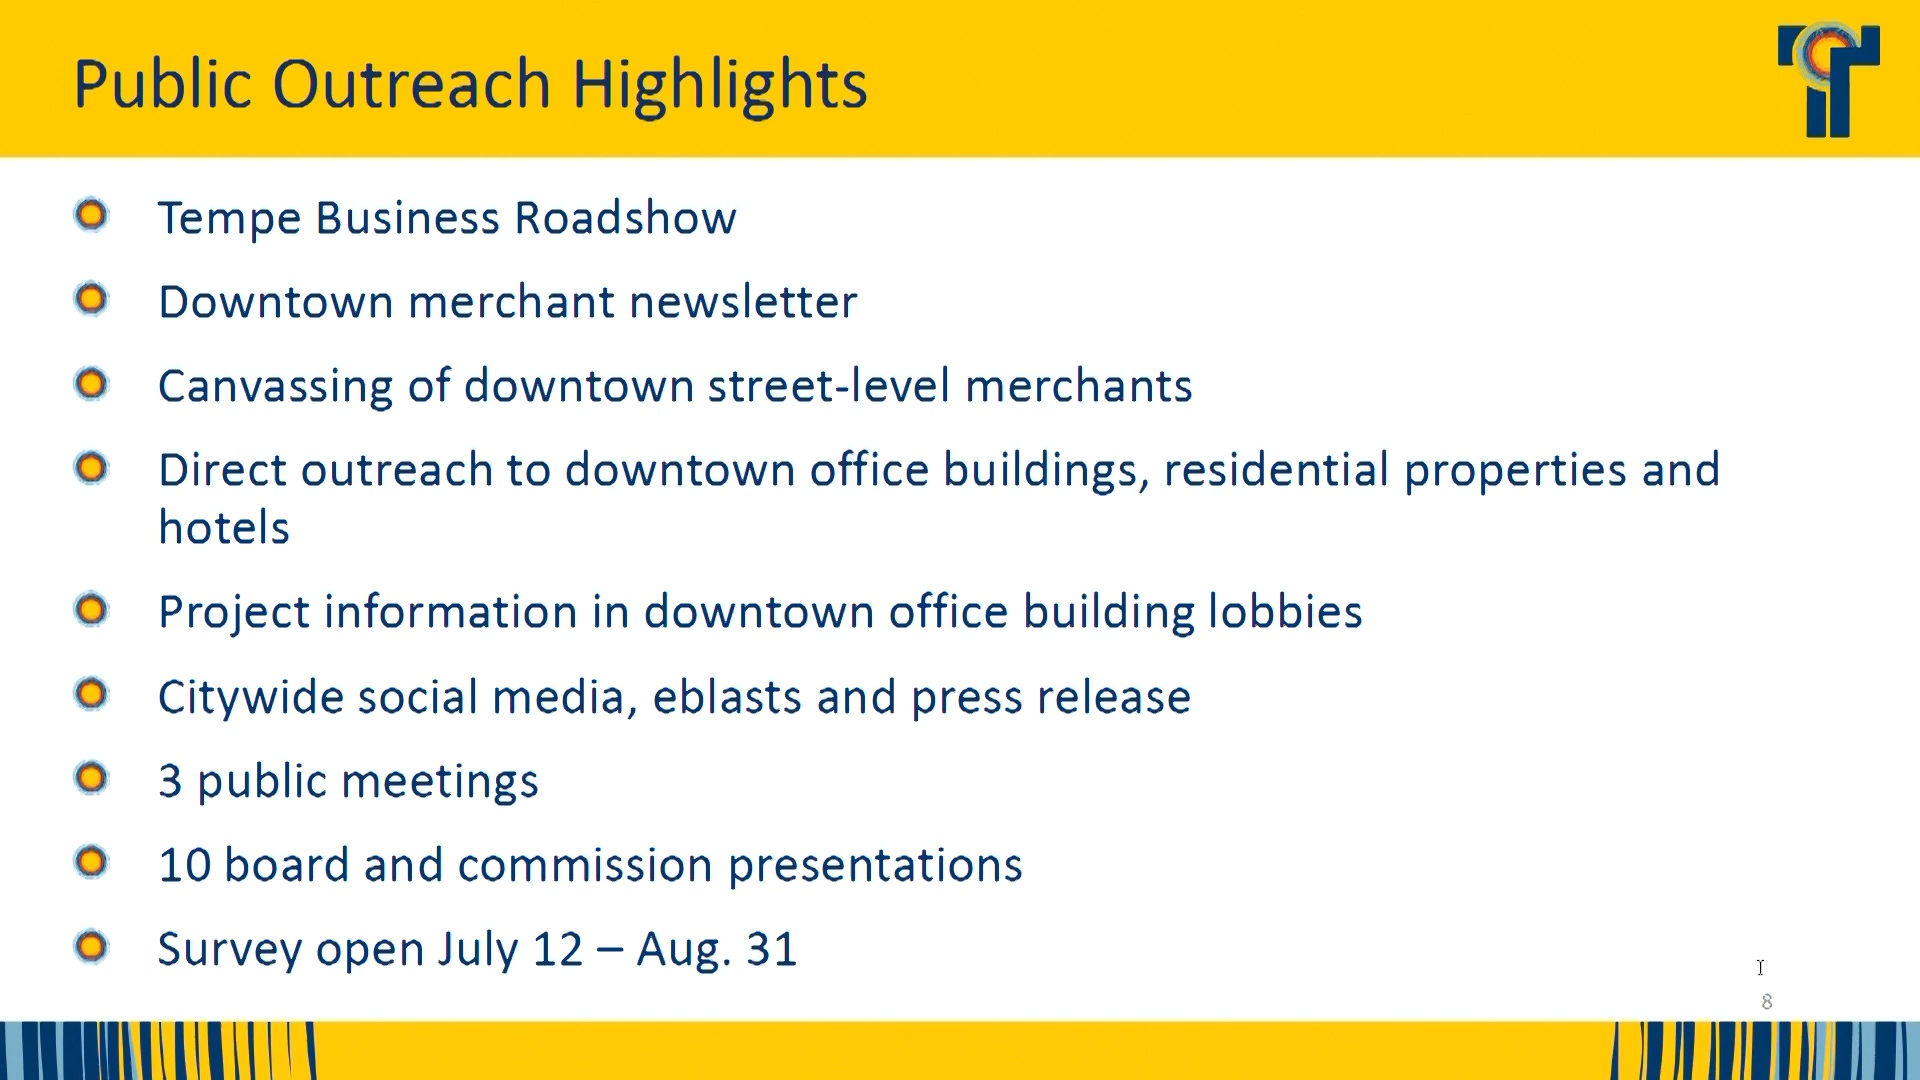 Public Outreach Highlights
Tempe Business Roadshow
Downtown merchant newsletter
Canvassing of downtown street-level merchants
Direct outreach to downtown office buildings, residential properties and
hotels
Project information in downtown office building lobbies
Citywide social media, eblasts and press release
3 public meetings
10 board and commission presentations
Survey open July 12 – Aug. 31
8